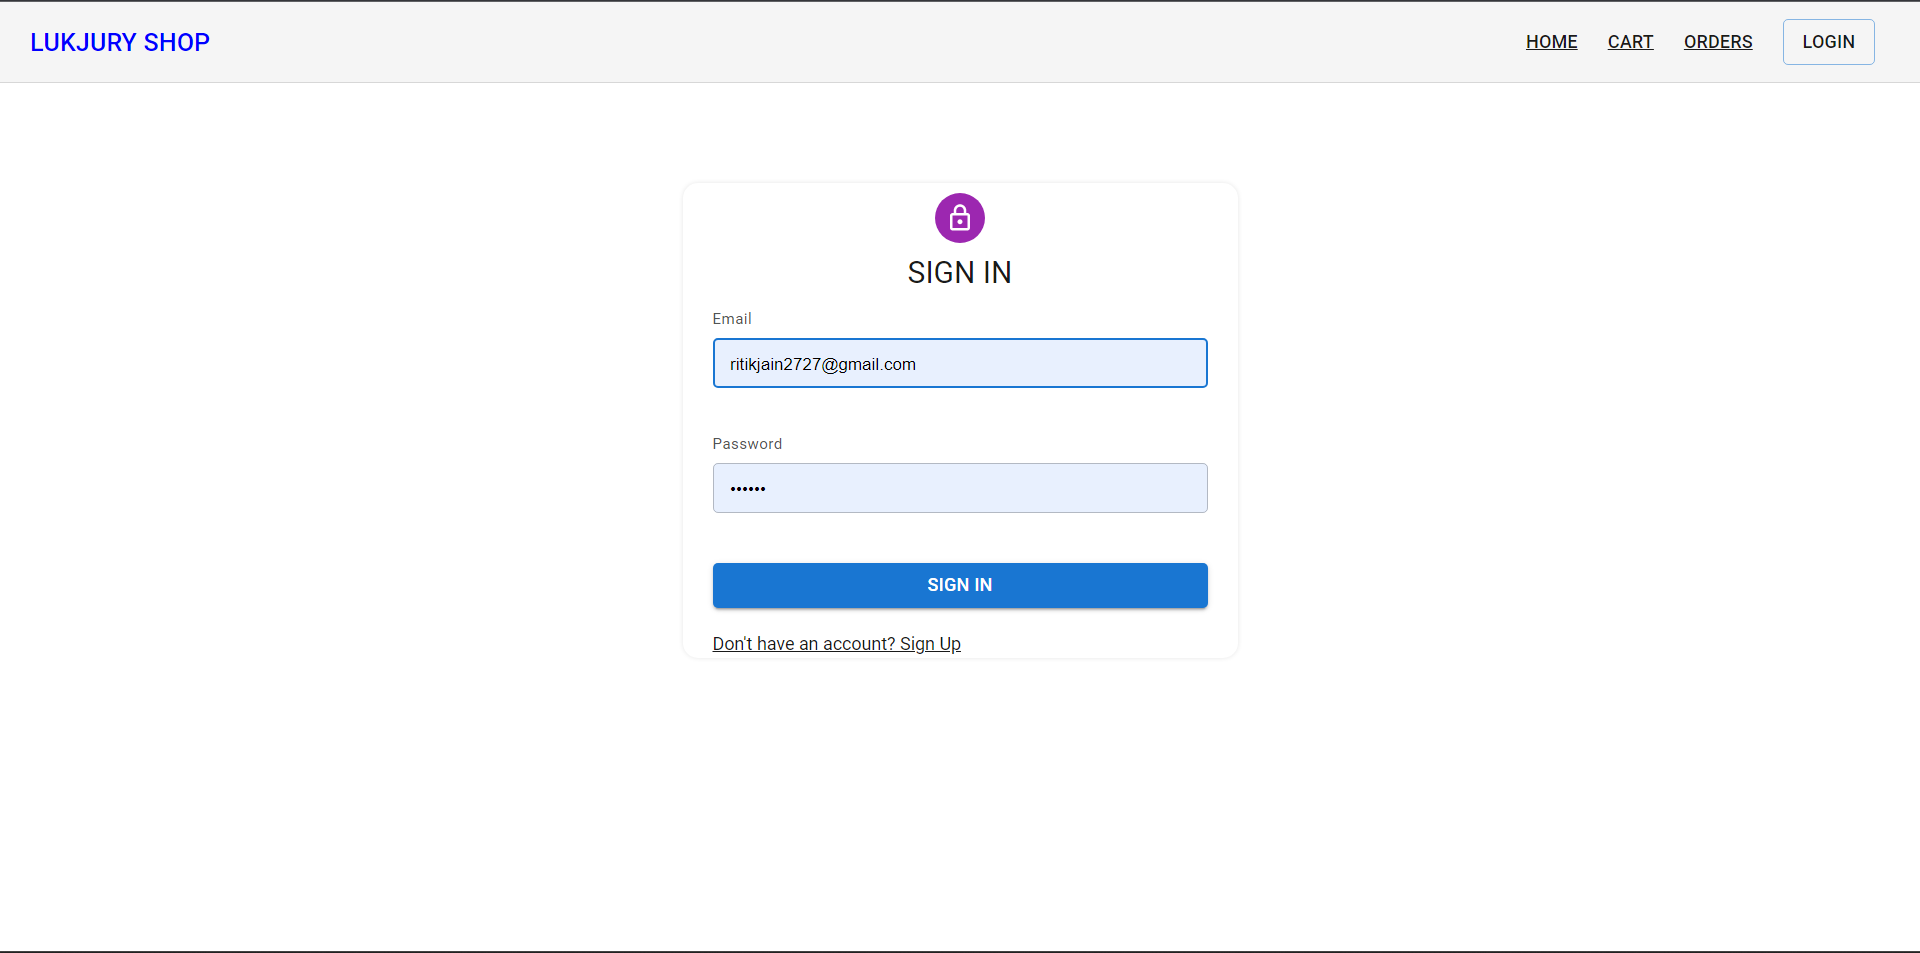 LUKJURY SHOP
HOME CART ORDERS LOGIN
SIGN IN
Email
ritikjain2727@gmail.com
Password
••••••
SIGN IN
Don't have an account? Sign Up